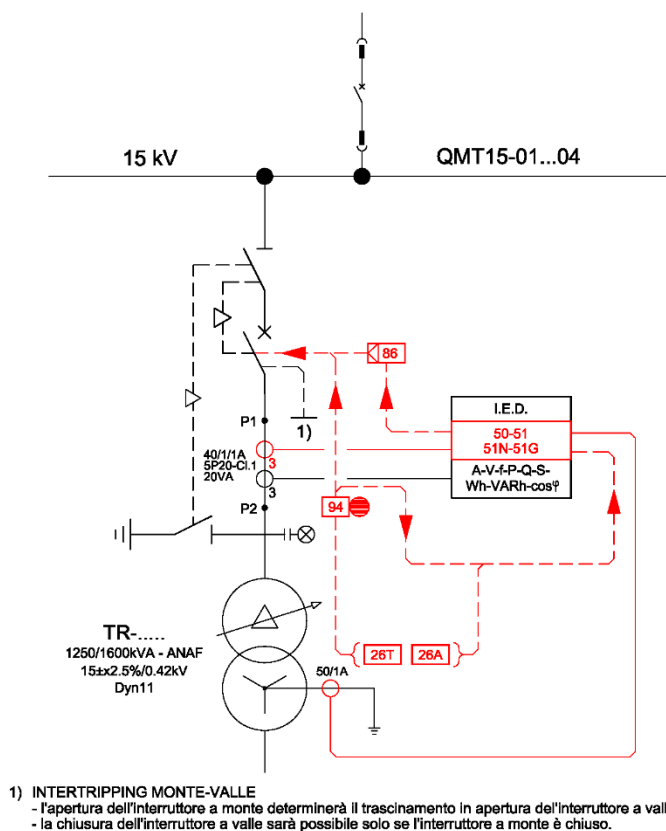 15 kV
QMT15-01...04
86
1)
P1
I.E.D.
50-51
51N-51G
40/1/1A
5P20-Cl.1
20VA
3
3
A-V-f-P-Q-S-
Wh-VARh-cosφ
P2
94
TR-.....
1250/1600kVA - ANAF
15±x2.5%/0.42kV
Dyn11
26T
26A
50/1A
1) INTERTRIPPING MONTE-VALLE
- l'apertura dell'interruttore a monte determinerà il trascinamento in apertura del'interruttore a vall
- la chiusura dell'interruttore a valle sarà possibile solo se l'interruttore a monte è chiuso.